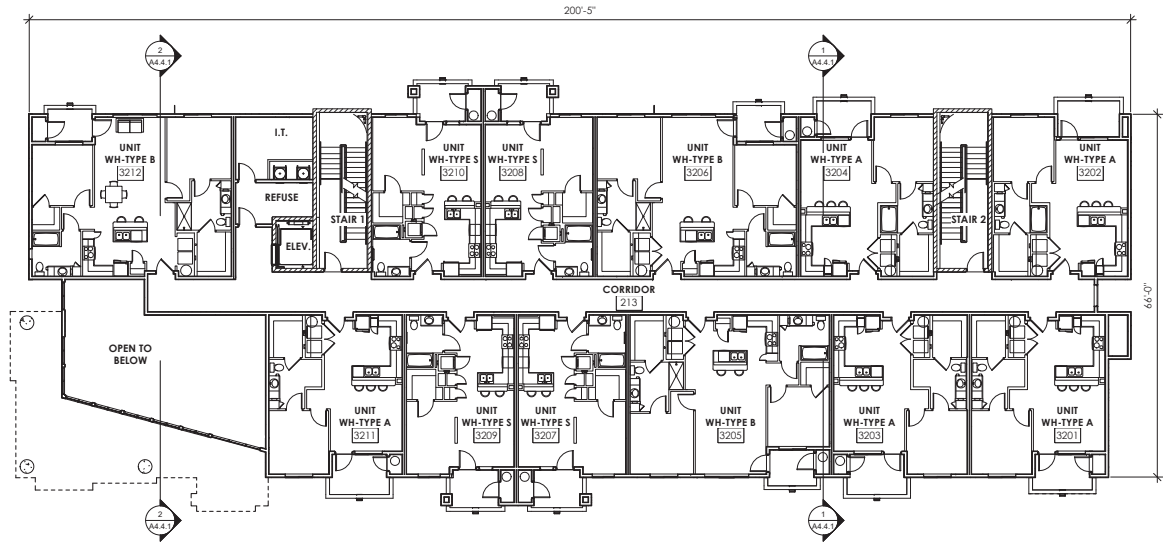 200'-5"
2
A4.4.1
1
A4.4.1
UNIT
WH-TYPE B
3212
I.T.
REFUSE
ELEV.
STAIR 1
UNIT
WH-TYPE S
3210
UNIT
WH-TYPE S
3208
UNIT
WH-TYPE B
3206
UNIT
WH-TYPE A
3204
STAIR 2
UNIT
WH-TYPE A
3202
66'-0"
CORRIDOR
213
OPEN TO
BELOW
UNIT
WH-TYPE A
3211
UNIT
WH-TYPE S
3209
UNIT
WH-TYPE S
3207
UNIT
WH-TYPE B
3205
UNIT
WH-TYPE A
3203
UNIT
WH-TYPE A
3201
2
A4.4.1
1
A4.4.1